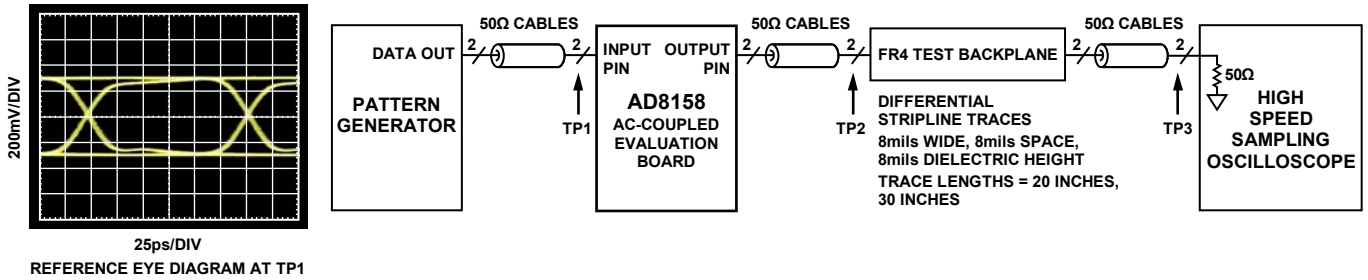 200mV/DIV
25ps/DIV
REFERENCE EYE DIAGRAM AT TP1
DATA OUT
PATTERN
GENERATOR
50Ω CABLES
2
2
TP1
INPUT
PIN
OUTPUT
PIN
AD8158
AC-COUPLED
EVALUATION
BOARD
50Ω CABLES
2
2
TP2
FR4 TEST BACKPLANE
DIFFERENTIAL
STRIPLINE TRACES
8mils WIDE, 8mils SPACE,
8mils DIELECTRIC HEIGHT
TRACE LENGTHS = 20 INCHES,
30 INCHES
50Ω CABLES
2
2
TP3
50Ω
HIGH
SPEED
SAMPLING
OSCILLOSCOPE